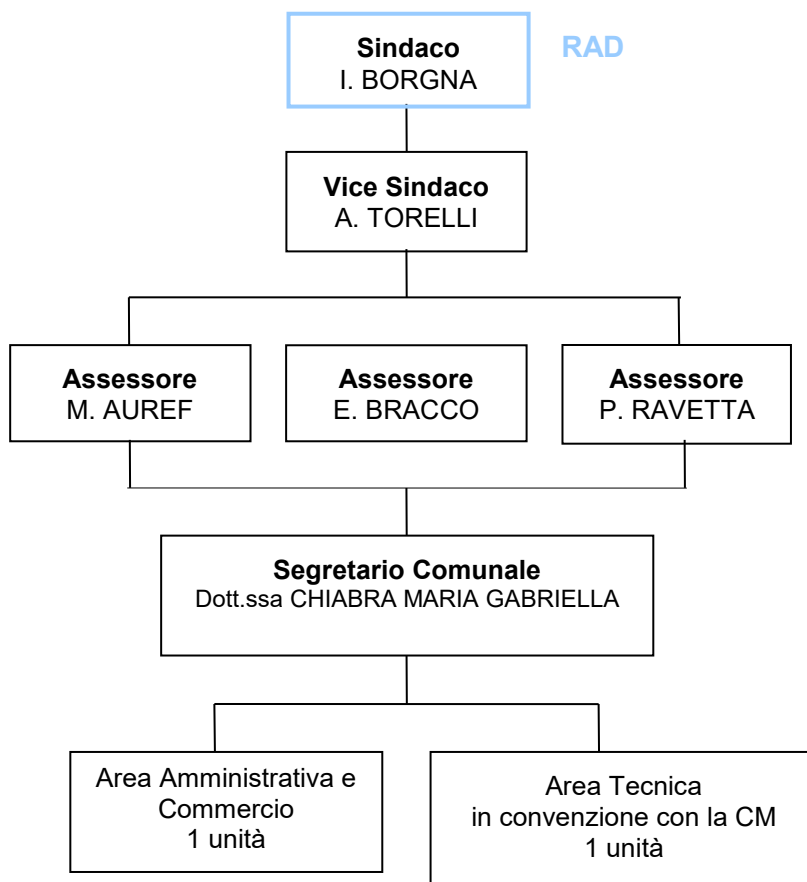 Sindaco
I. BORGNA
RAD
Vice Sindaco
A. TORELLI
Assessore
M. AUREF
Assessore
E. BRACCO
Assessore
P. RAVETTA
Segretario Comunale
Dott.ssa CHIABRA MARIA GABRIELLA
Area Amministrativa e
Commercio
1 unità
Area Tecnica
in convenzione con la CM
1 unità